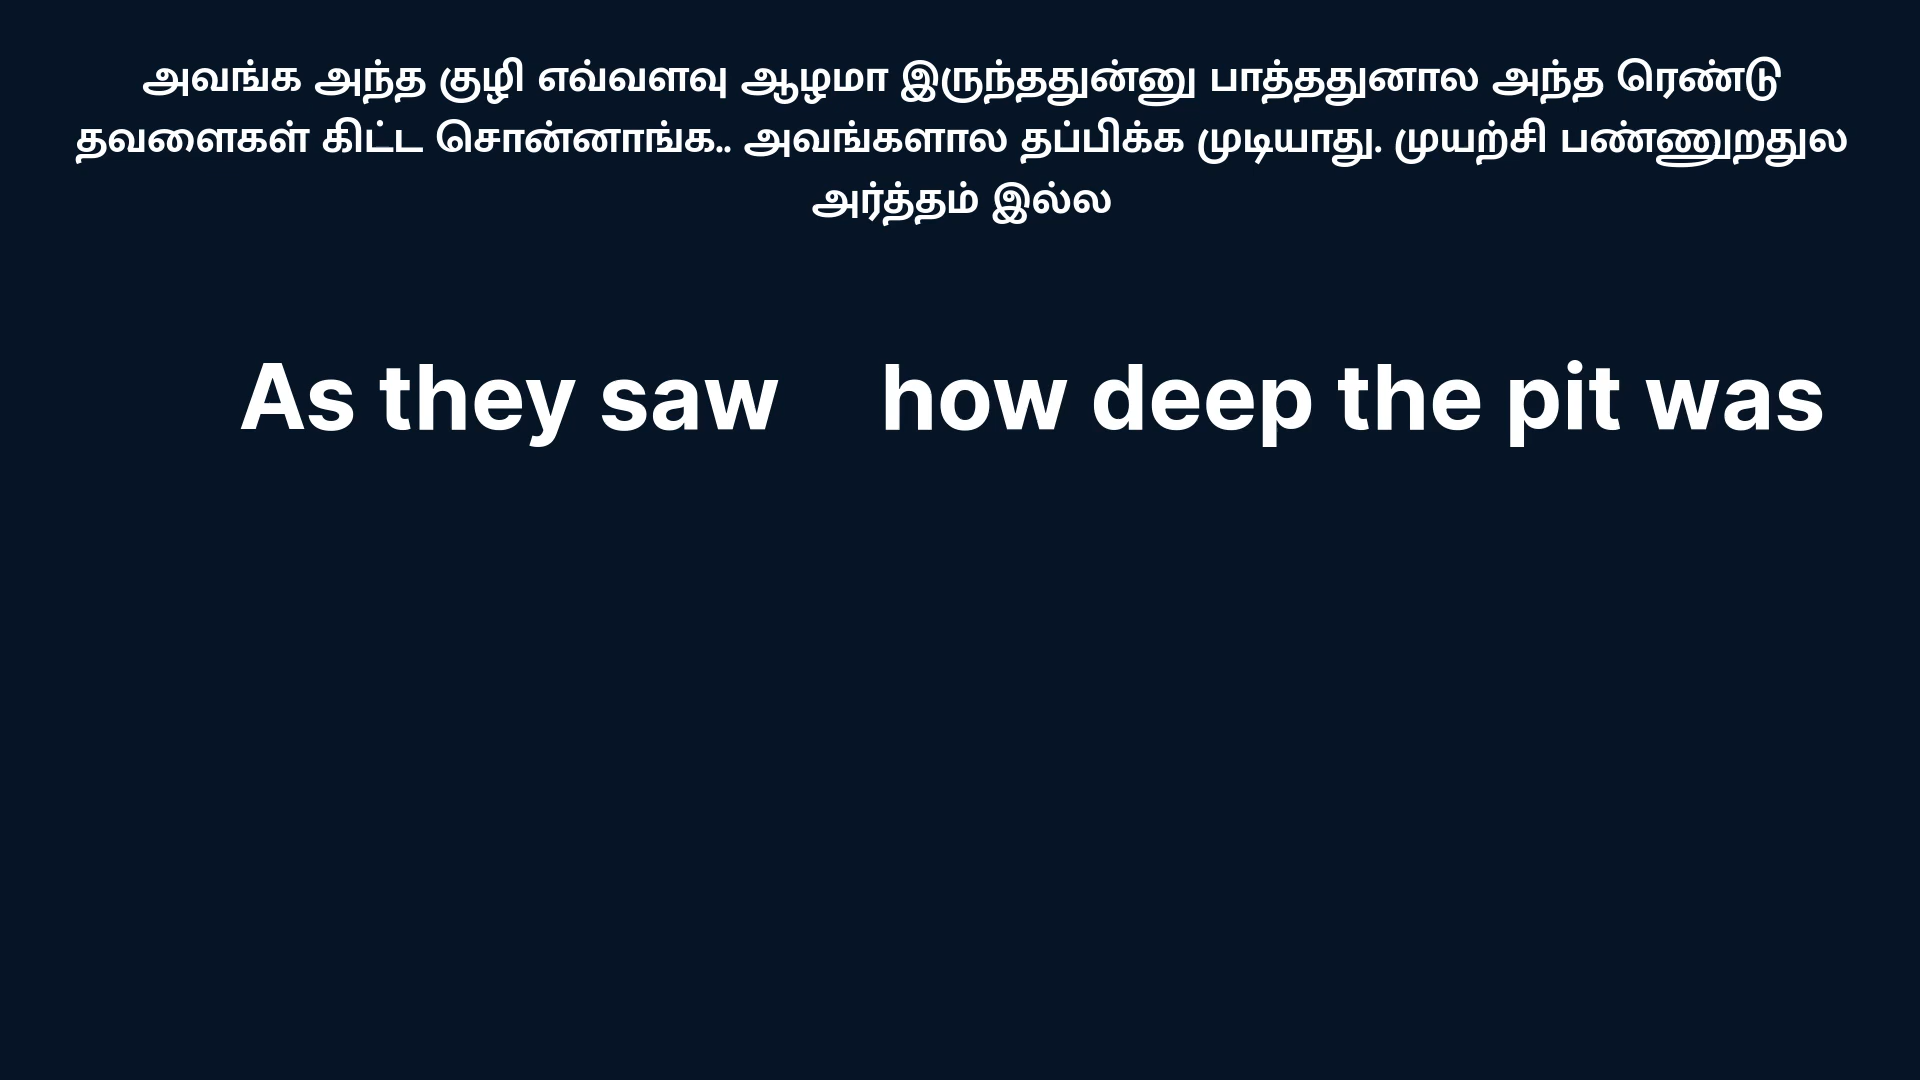 அவங்க அந்த குழி எவ்வளவு ஆழமா இருந்ததுன்னு பாத்ததுனால அந்த ரெண்டு
தவளைகள் கிட்ட சொன்னாங்க.. அவங்களால தப்பிக்க முடியாது. முயற்சி பண்ணுறதுல
அர்த்தம் இல்ல
As they saw how deep the pit was